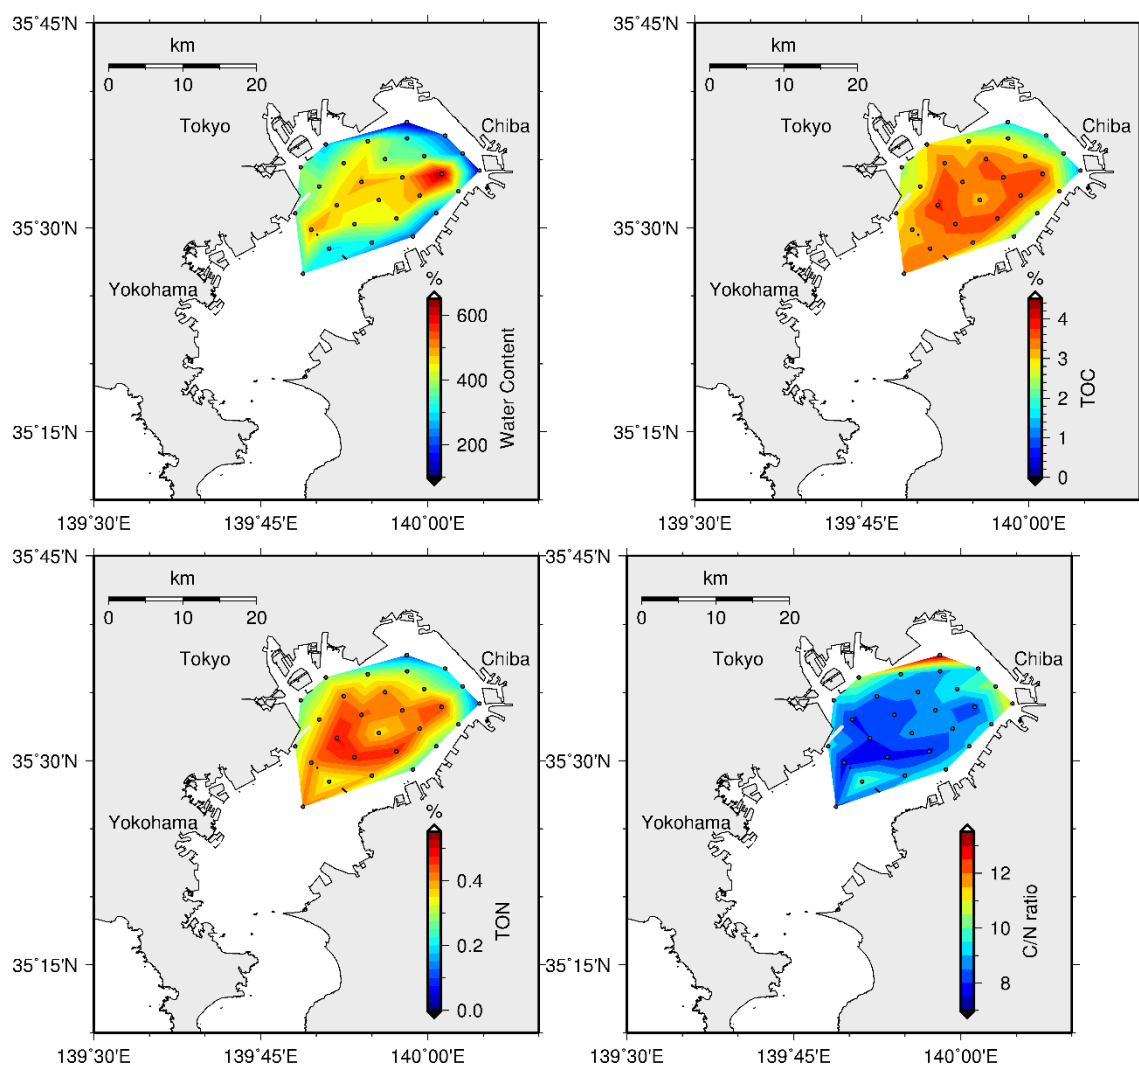 35˚45'N
km
0 10 20
Tokyo
Chiba
35˚30'N
Yokohama
%
600
400
200
Water Content
35˚15'N
139˚30'E 139˚45'E 140˚00'E
35˚45'N
km
0 10 20
Tokyo
Chiba
35˚30'N
Yokohama
%
4
3
2
1
0
TOC
35˚15'N
139˚30'E 139˚45'E 140˚00'E
35˚45'N
km
0 10 20
Tokyo
Chiba
35˚30'N
Yokohama
%
0.4
0.2
0.0
TON
35˚15'N
139˚30'E 139˚45'E 140˚00'E
35˚45'N
km
0 10 20
Tokyo
Chiba
35˚30'N
Yokohama
12
10
8
C/N ratio
35˚15'N
139˚30'E 139˚45'E 140˚00'E